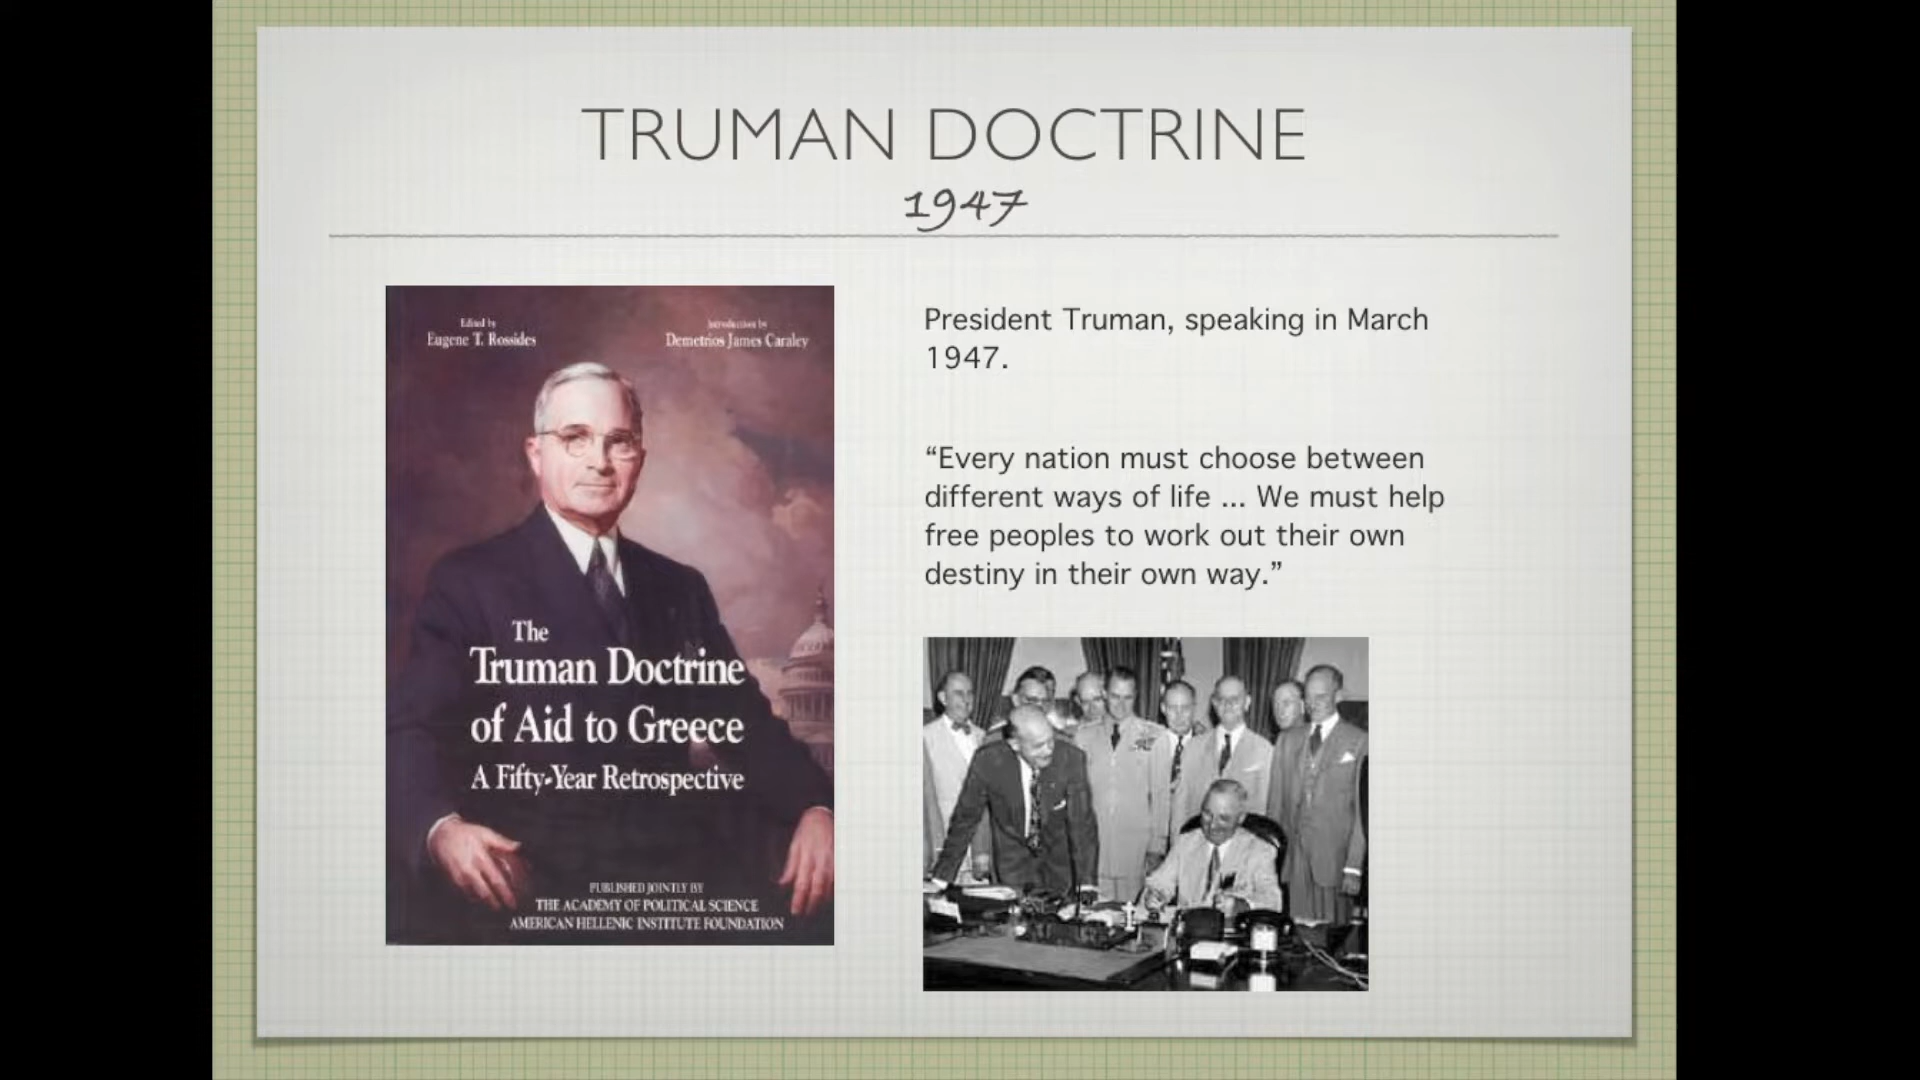 TRUMAN DOCTRINE
1947
Edited by
Eugene T. Rossides
Introduction by
Demetrios James Caraley
The
Truman Doctrine
of Aid to Greece
A Fifty-Year Retrospective
PUBLISHED JOINTLY BY
THE ACADEMY OF POLITICAL SCIENCE
AMERICAN HELLENIC INSTITUTE FOUNDATION
President Truman, speaking in March
1947.
“Every nation must choose between
different ways of life ... We must help
free peoples to work out their own
destiny in their own way.”